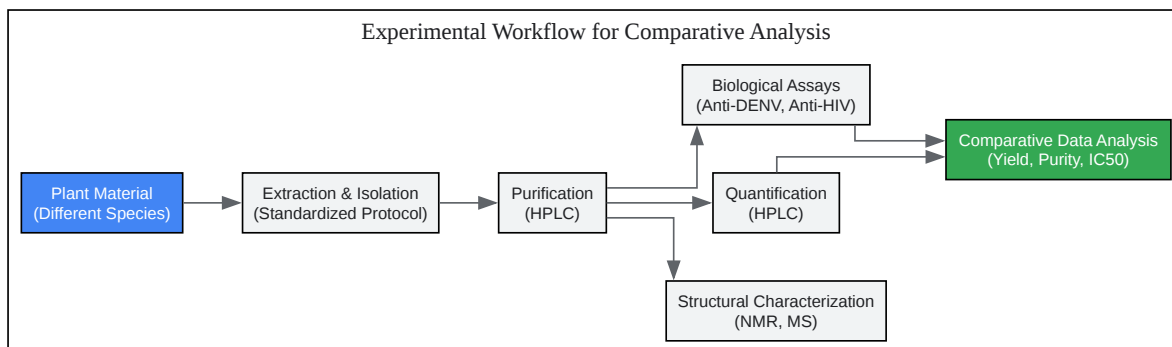 Experimental Workflow for Comparative Analysis
Plant Material
(Different Species)
Extraction & Isolation
(Standardized Protocol)
Purification
(HPLC)
Biological Assays
(Anti-DENV, Anti-HIV)
Quantification
(HPLC)
Structural Characterization
(NMR, MS)
Comparative Data Analysis
(Yield, Purity, IC50)